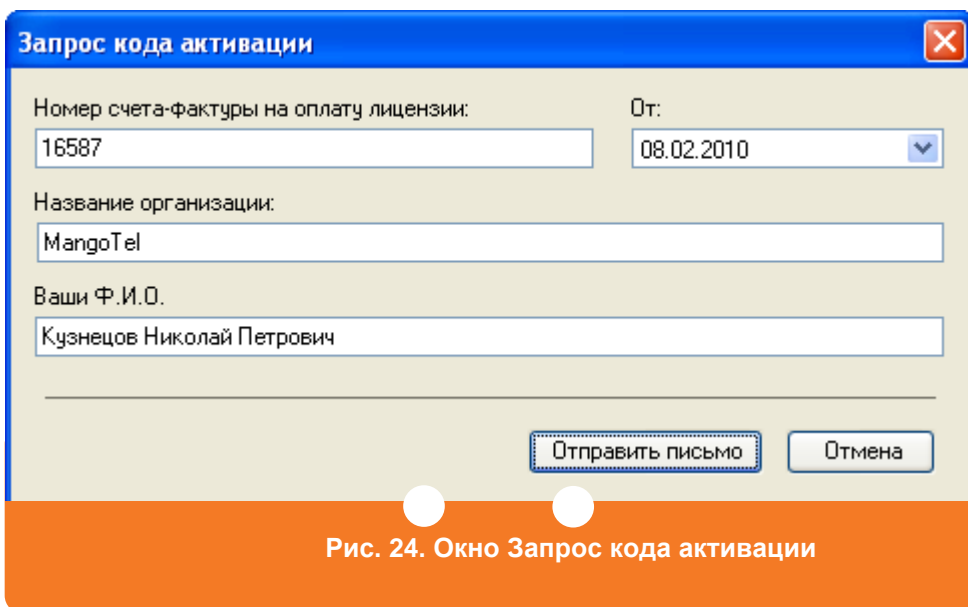 Запрос кода активации
Номер счета-фактуры на оплату лицензии: От:
16587 08.02.2010
Название организации:
MangoTel
Ваши Ф.И.О.
Кузнецов Николай Петрович
Отправить письмо Отмена
Рис. 24. Окно Запрос кода активации